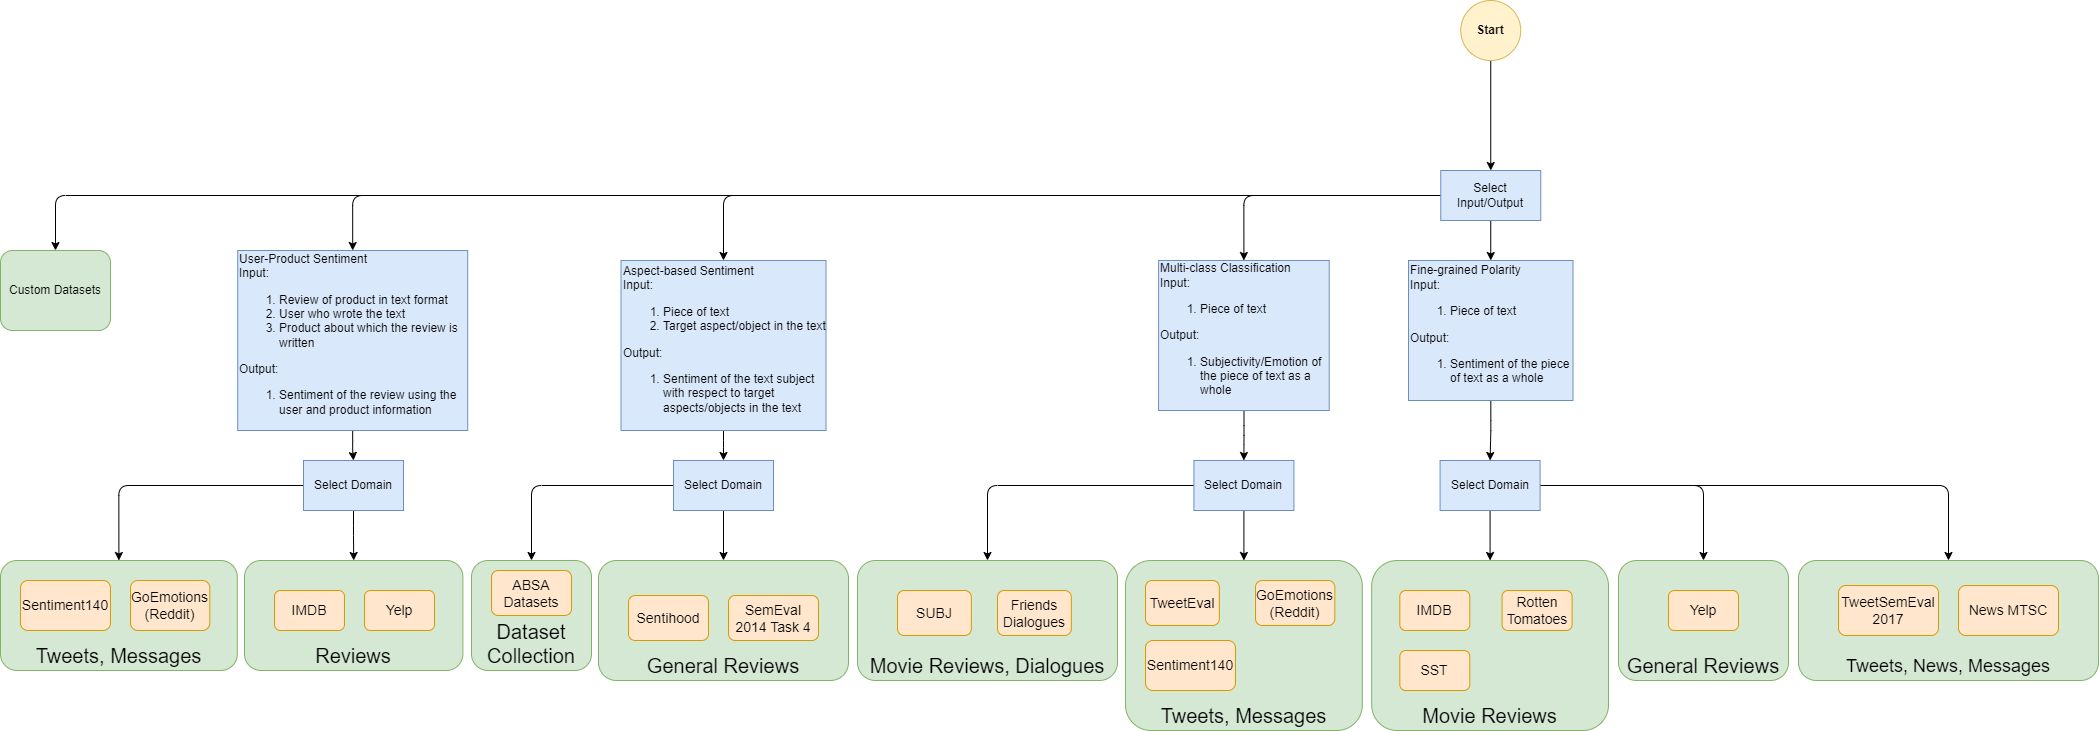 Start
Select
Input/Output
Custom Datasets
User-Product Sentiment
Input:
1. Review of product in text format
2. User who wrote the text
3. Product about which the review is
written
Output:
1. Sentiment of the review using the
user and product information
Aspect-based Sentiment
Input:
1. Piece of text
2. Target aspect/object in the text
Output:
1. Sentiment of the text subject
with respect to target
aspects/objects in the text
Multi-class Classification
Input:
1. Piece of text
Output:
1. Subjectivity/Emotion of
the piece of text as a
whole
Fine-grained Polarity
Input:
1. Piece of text
Output:
1. Sentiment of the piece
of text as a whole
Select Domain
Select Domain
Select Domain
Select Domain
Sentiment140
GoEmotions
(Reddit)
Tweets, Messages
IMDB
Yelp
Reviews
ABSA
Datasets
Dataset
Collection
Sentihood
SemEval
2014 Task 4
General Reviews
SUBJ
Friends
Dialogues
Movie Reviews, Dialogues
TweetEval
GoEmotions
(Reddit)
Sentiment140
Tweets, Messages
IMDB
Rotten
Tomatoes
SST
Movie Reviews
Yelp
General Reviews
TweetSemEval
2017
News MTSC
Tweets, News, Messages